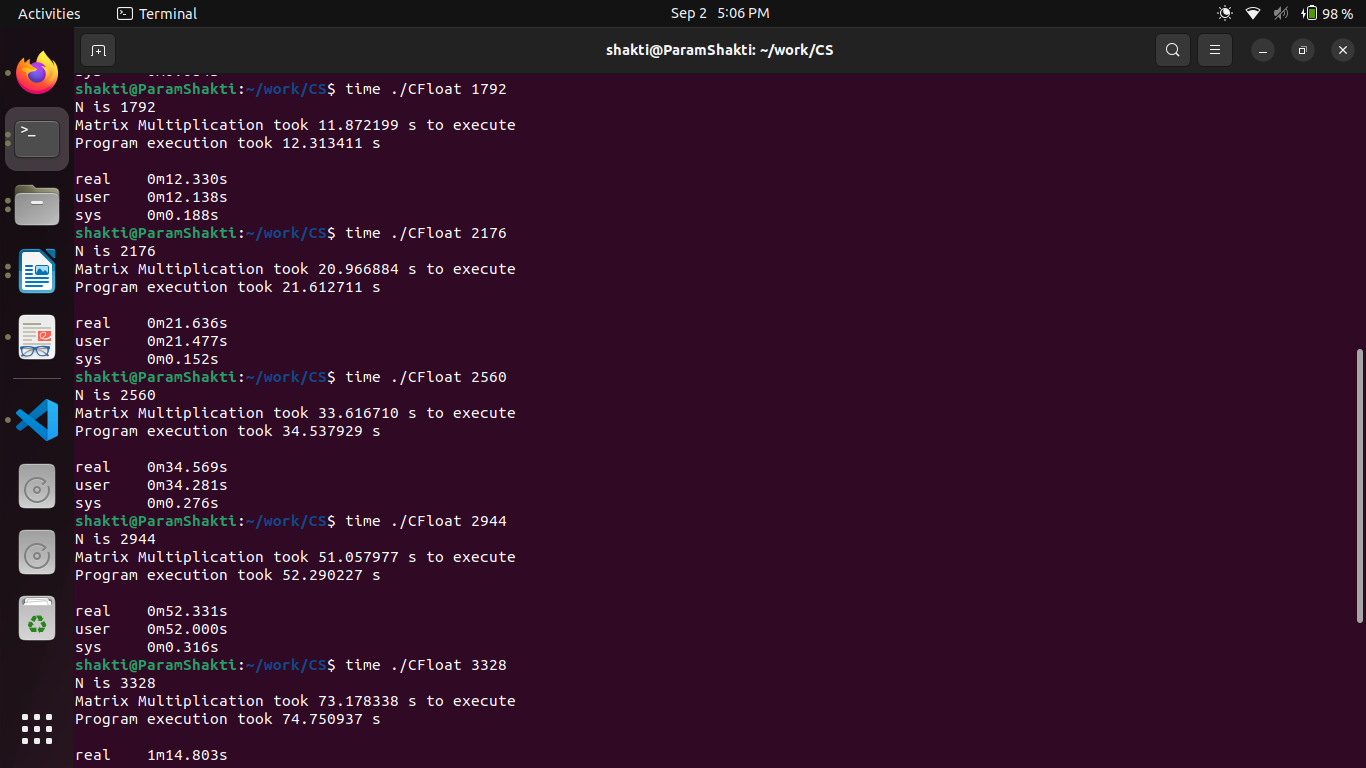 Activities Terminal Sep 2 5:06 PM 98 %
shakti@ParamShakti: ~/work/CS
shakti@ParamShakti:~/work/CS$ time ./CFloat 1792
N is 1792
Matrix Multiplication took 11.872199 s to execute
Program execution took 12.313411 s
real 0m12.330s
user 0m12.138s
sys 0m0.188s
shakti@ParamShakti:~/work/CS$ time ./CFloat 2176
N is 2176
Matrix Multiplication took 20.966884 s to execute
Program execution took 21.612711 s
real 0m21.636s
user 0m21.477s
sys 0m0.152s
shakti@ParamShakti:~/work/CS$ time ./CFloat 2560
N is 2560
Matrix Multiplication took 33.616710 s to execute
Program execution took 34.537929 s
real 0m34.569s
user 0m34.281s
sys 0m0.276s
shakti@ParamShakti:~/work/CS$ time ./CFloat 2944
N is 2944
Matrix Multiplication took 51.057977 s to execute
Program execution took 52.290227 s
real 0m52.331s
user 0m52.000s
sys 0m0.316s
shakti@ParamShakti:~/work/CS$ time ./CFloat 3328
N is 3328
Matrix Multiplication took 73.178338 s to execute
Program execution took 74.750937 s
real 1m14.803s